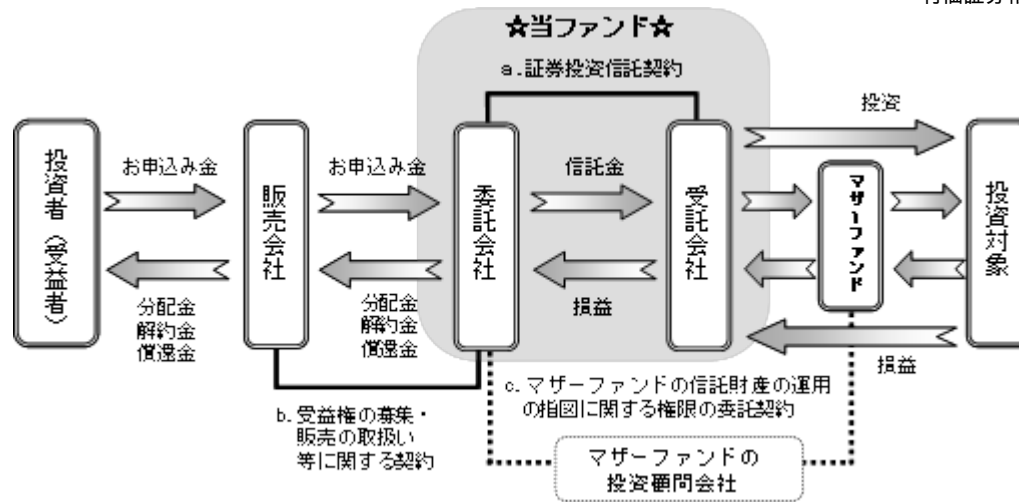 ★当ファンド★
a.証券投資信託契約
投資
お申込み金
お申込み金
信託金
投資者(受益者)
販売会社
委託会社
受託会社
マザーファンド
投資対象
分配金
解約金
償還金
分配金
解約金
償還金
損益
損益
b.受益権の募集・
販売の取扱い
等に関する契約
c.マザーファンドの信託財産の運用
の指図に関する権限の委託契約
マザーファンドの
投資顧問会社